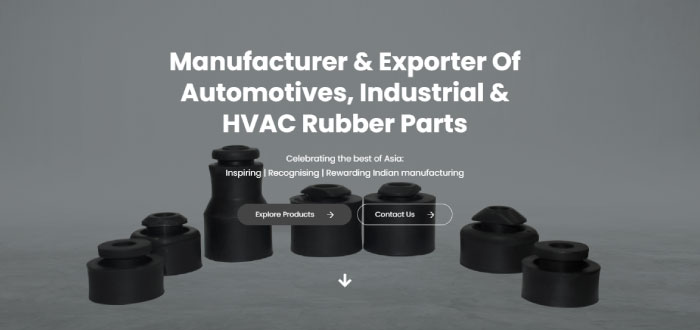 Manufacturer & Exporter Of
Automotives, Industrial &
HVAC Rubber Parts
Celebrating the best of Asia:
Inspiring | Recognising | Rewarding Indian manufacturing
Explore Products
Contact Us